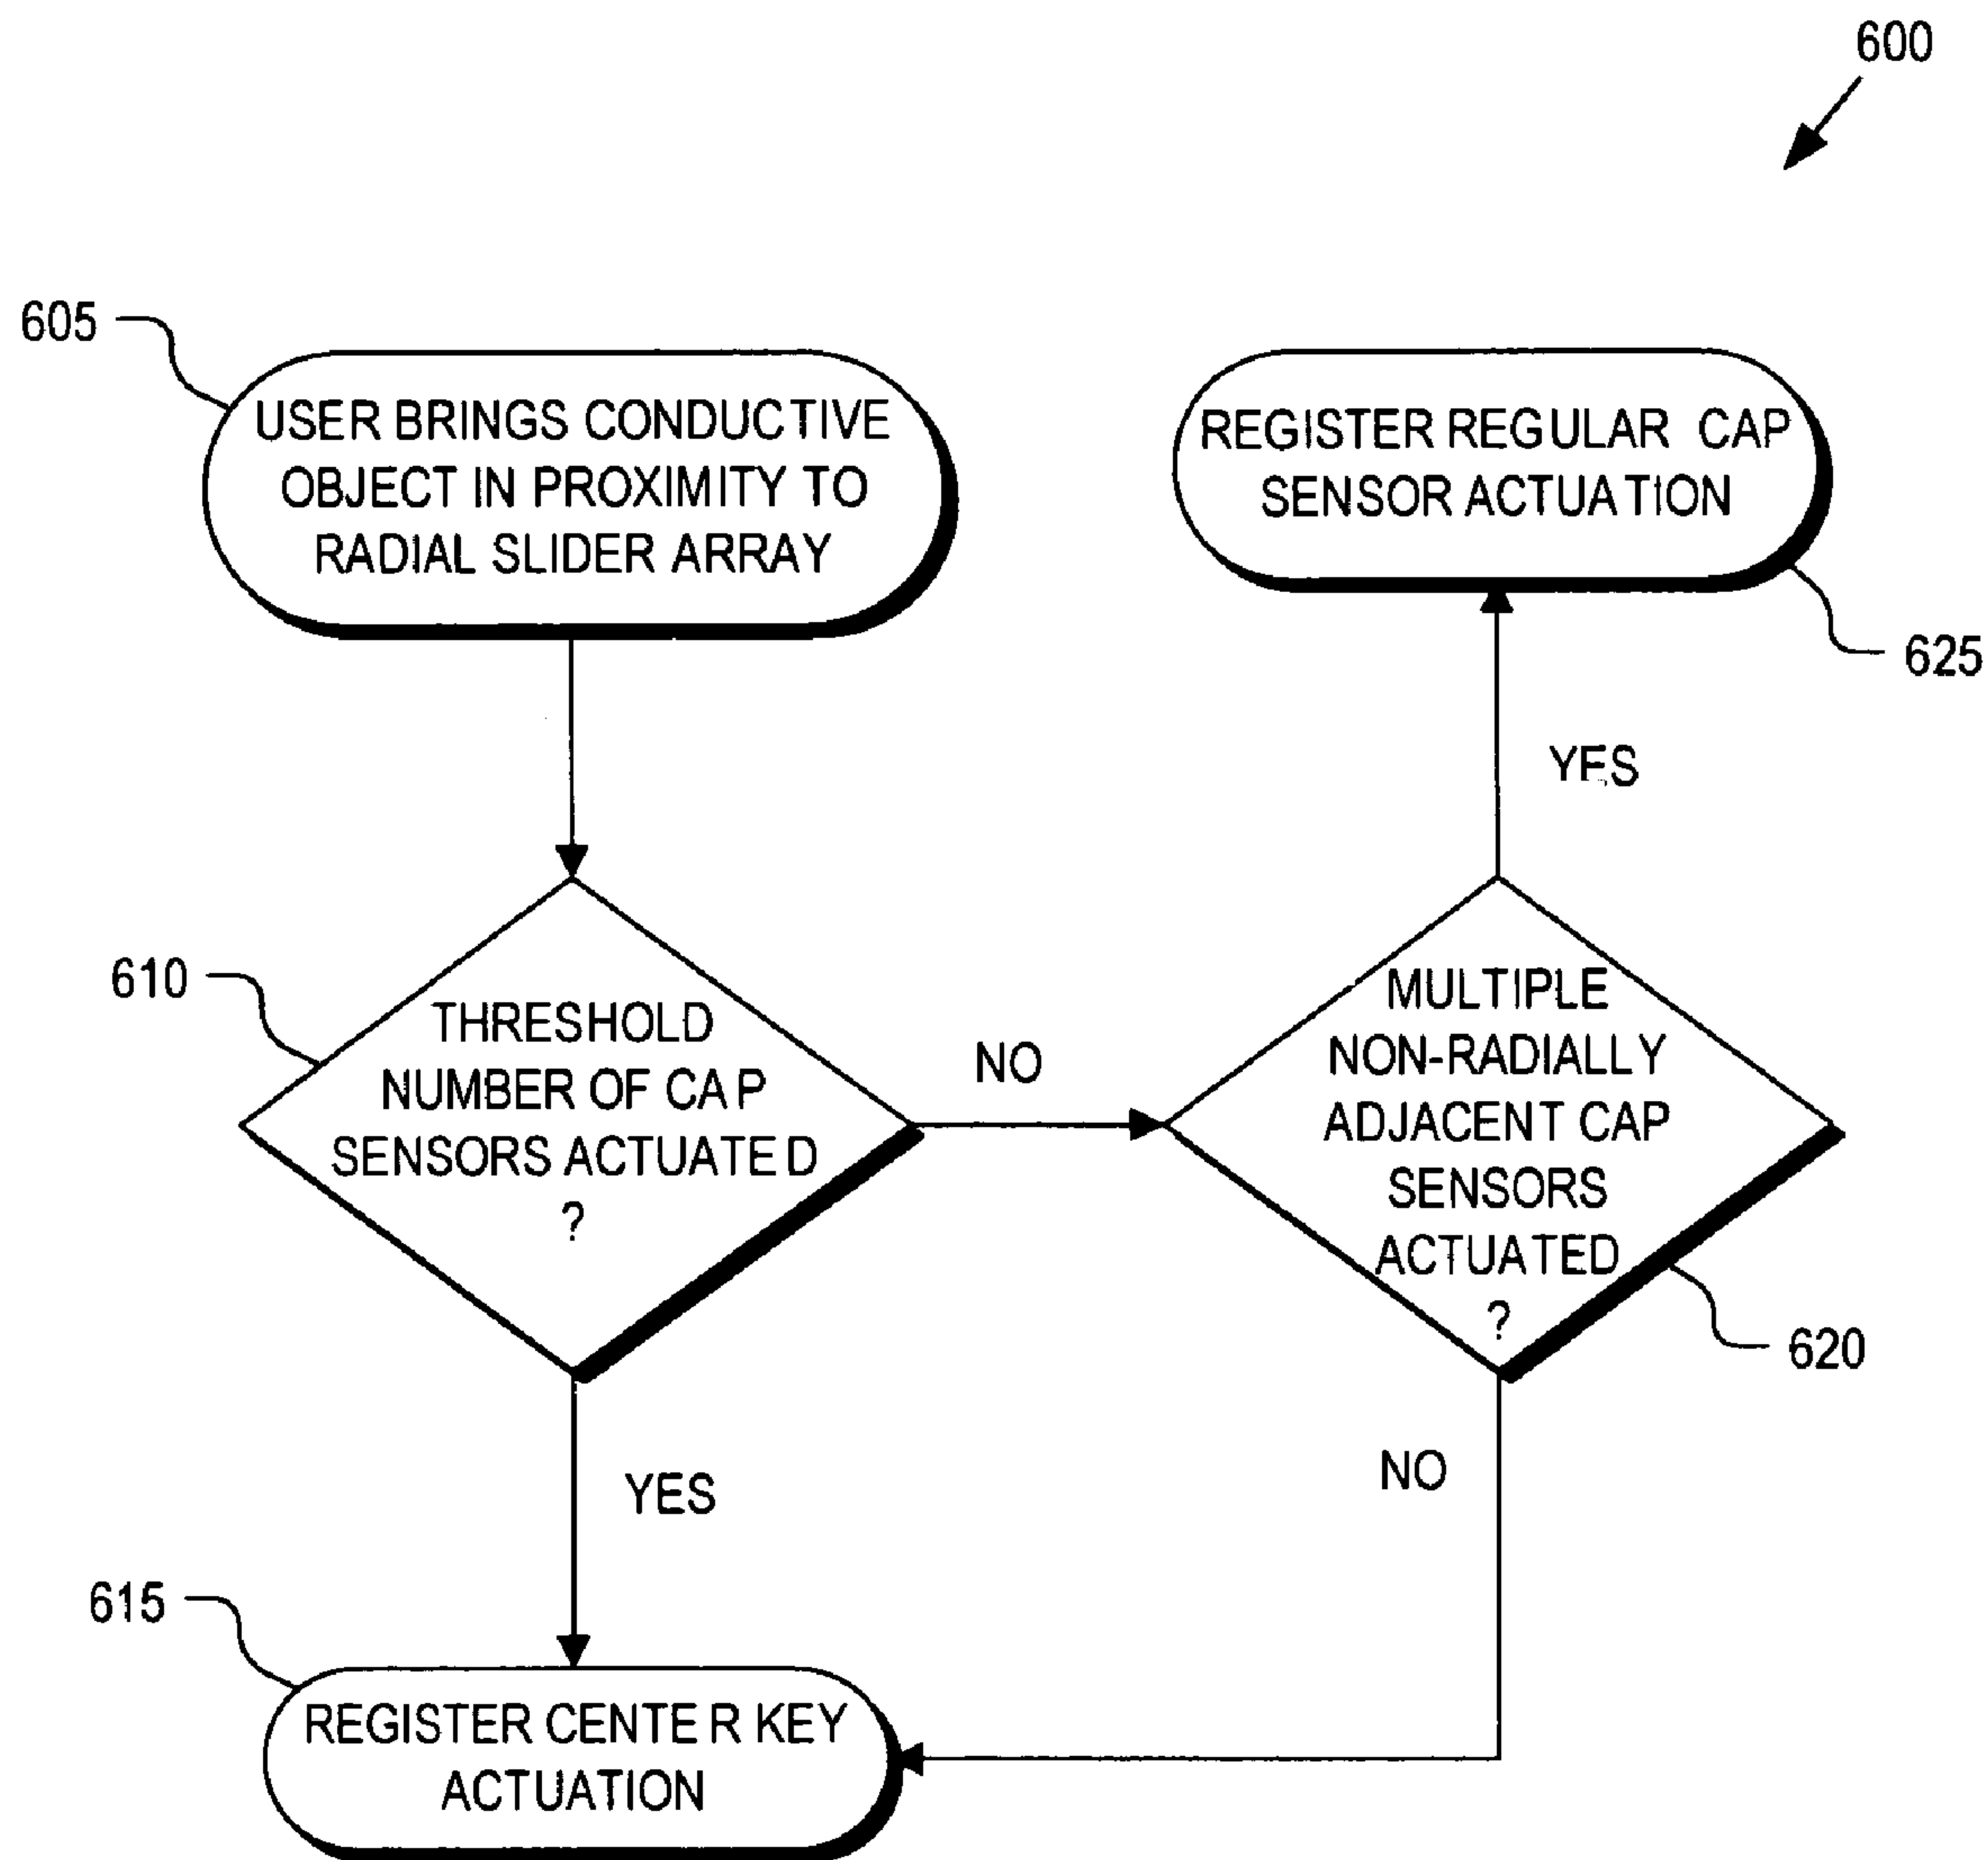 600
605
USER BRINGS CONDUCTIVE
OBJECT IN PROXIMITY TO
RADIAL SLIDER ARRAY
REGISTER REGULAR CAP
SENSOR ACTUATION
625
YES
610
THRESHOLD
NUMBER OF CAP
SENSORS ACTUATED
?
NO
MULTIPLE
NON-RADIALLY
ADJACENT CAP
SENSORS
ACTUATED
?
620
YES
NO
615
REGISTER CENTER KEY
ACTUATION